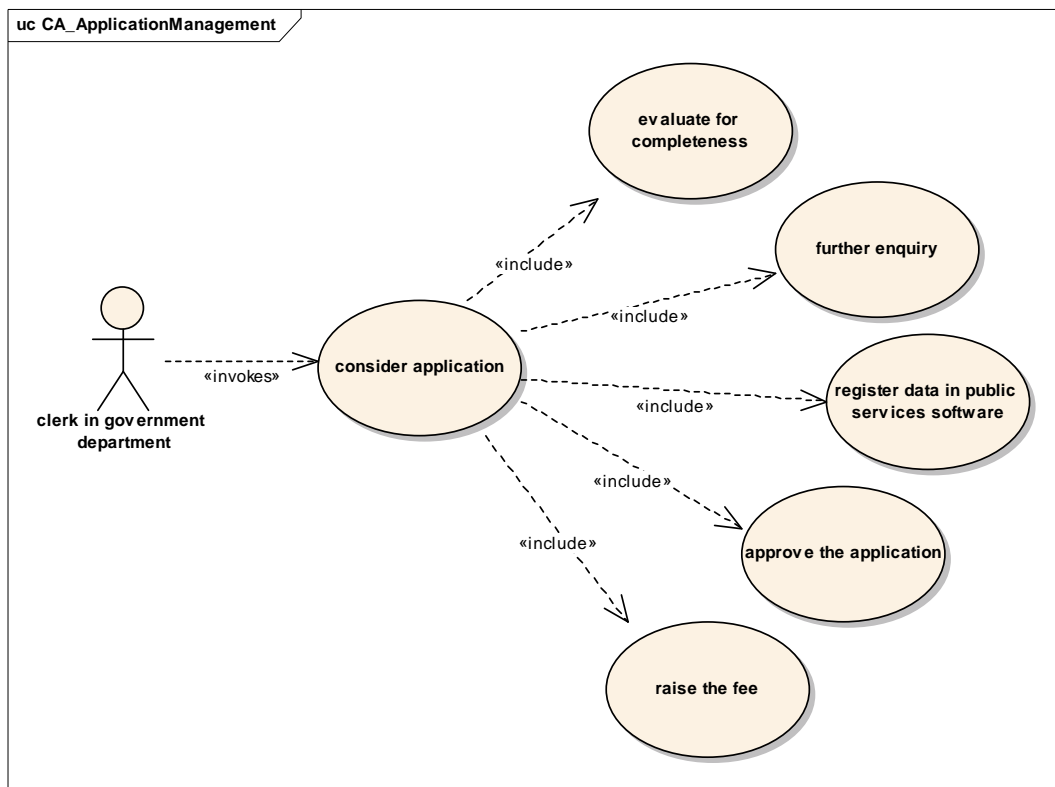 uc CA_ApplicationManagement
evaluate for
completeness
further enquiry
«include»
«include»
consider application
«invokes»
register data in public
services software
«include»
clerk in government
department
«include»
approve the application
«include»
raise the fee